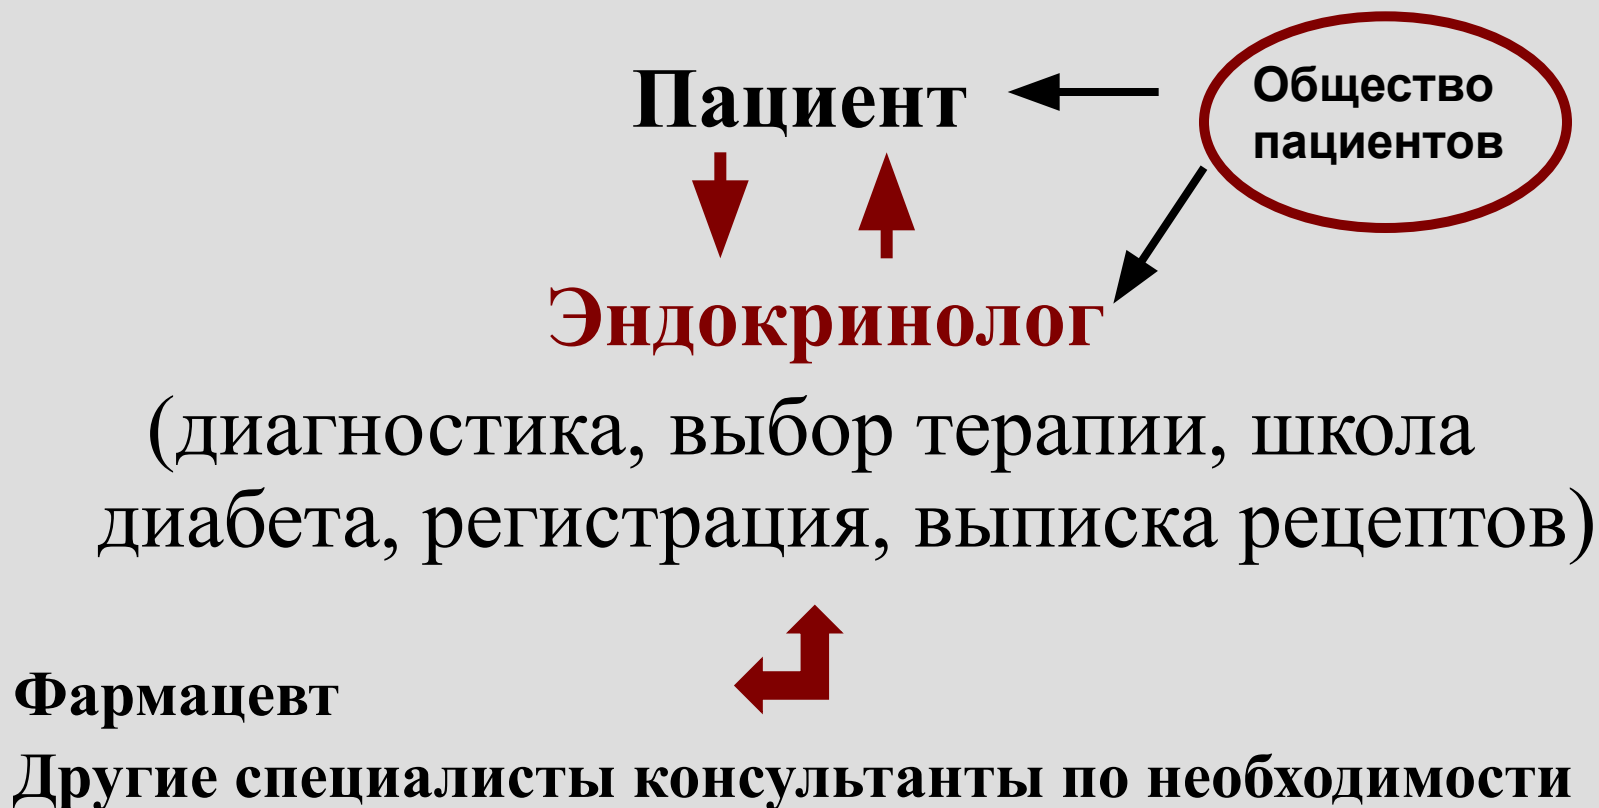 Пациент
Общество
пациентов
Эндокринолог
(диагностика, выбор терапии, школа
диабета, регистрация, выписка рецептов)
Фармацевт
Другие специалисты консультанты по необходимости